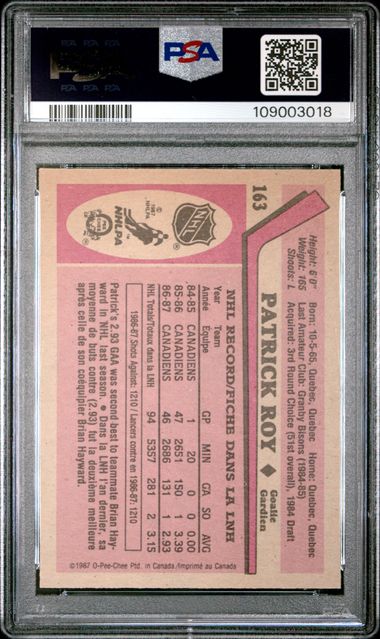 PSA
109003018
163
PATRICK ROY
Goalie
Gardien
Height: 6'0" Born: 10-5-65, Quebec, Quebec Home: Quebec, Quebec
Weight: 165 Last Amateur Club: Granby Bisons (1984-85)
Shoots: L Acquired: 3rd Round Choice (51st overall), 1984 Draft
NHL
© 1987 NHLPA
NHLPA
NHL RECORD/FICHE DANS LA LNH
Year Team
Année Equipe GP MIN GA SO AVG
84-85 CANADIENS 1 20 0 0 0.00
85-86 CANADIENS 47 2651 150 1 3.39
86-87 CANADIENS 46 2686 131 1 2.93
NHL Totals/Totaux dans la LNH 94 5357 281 2 3.15
1986-87 Shots Against: 1210 / Lancers contre en 1986-87: 1210
Patrick's 2.93 GAA was second best to teammate Brian Hay-
ward in NHL last season. • Dans la LNH l'an dernier, sa
moyenne de buts contre (2.93) fut la deuxième meilleure
après celle de son coéquipier Brian Hayward.
©1987 O-Pee-Chee Ptd. in Canada/Imprimé au Canada